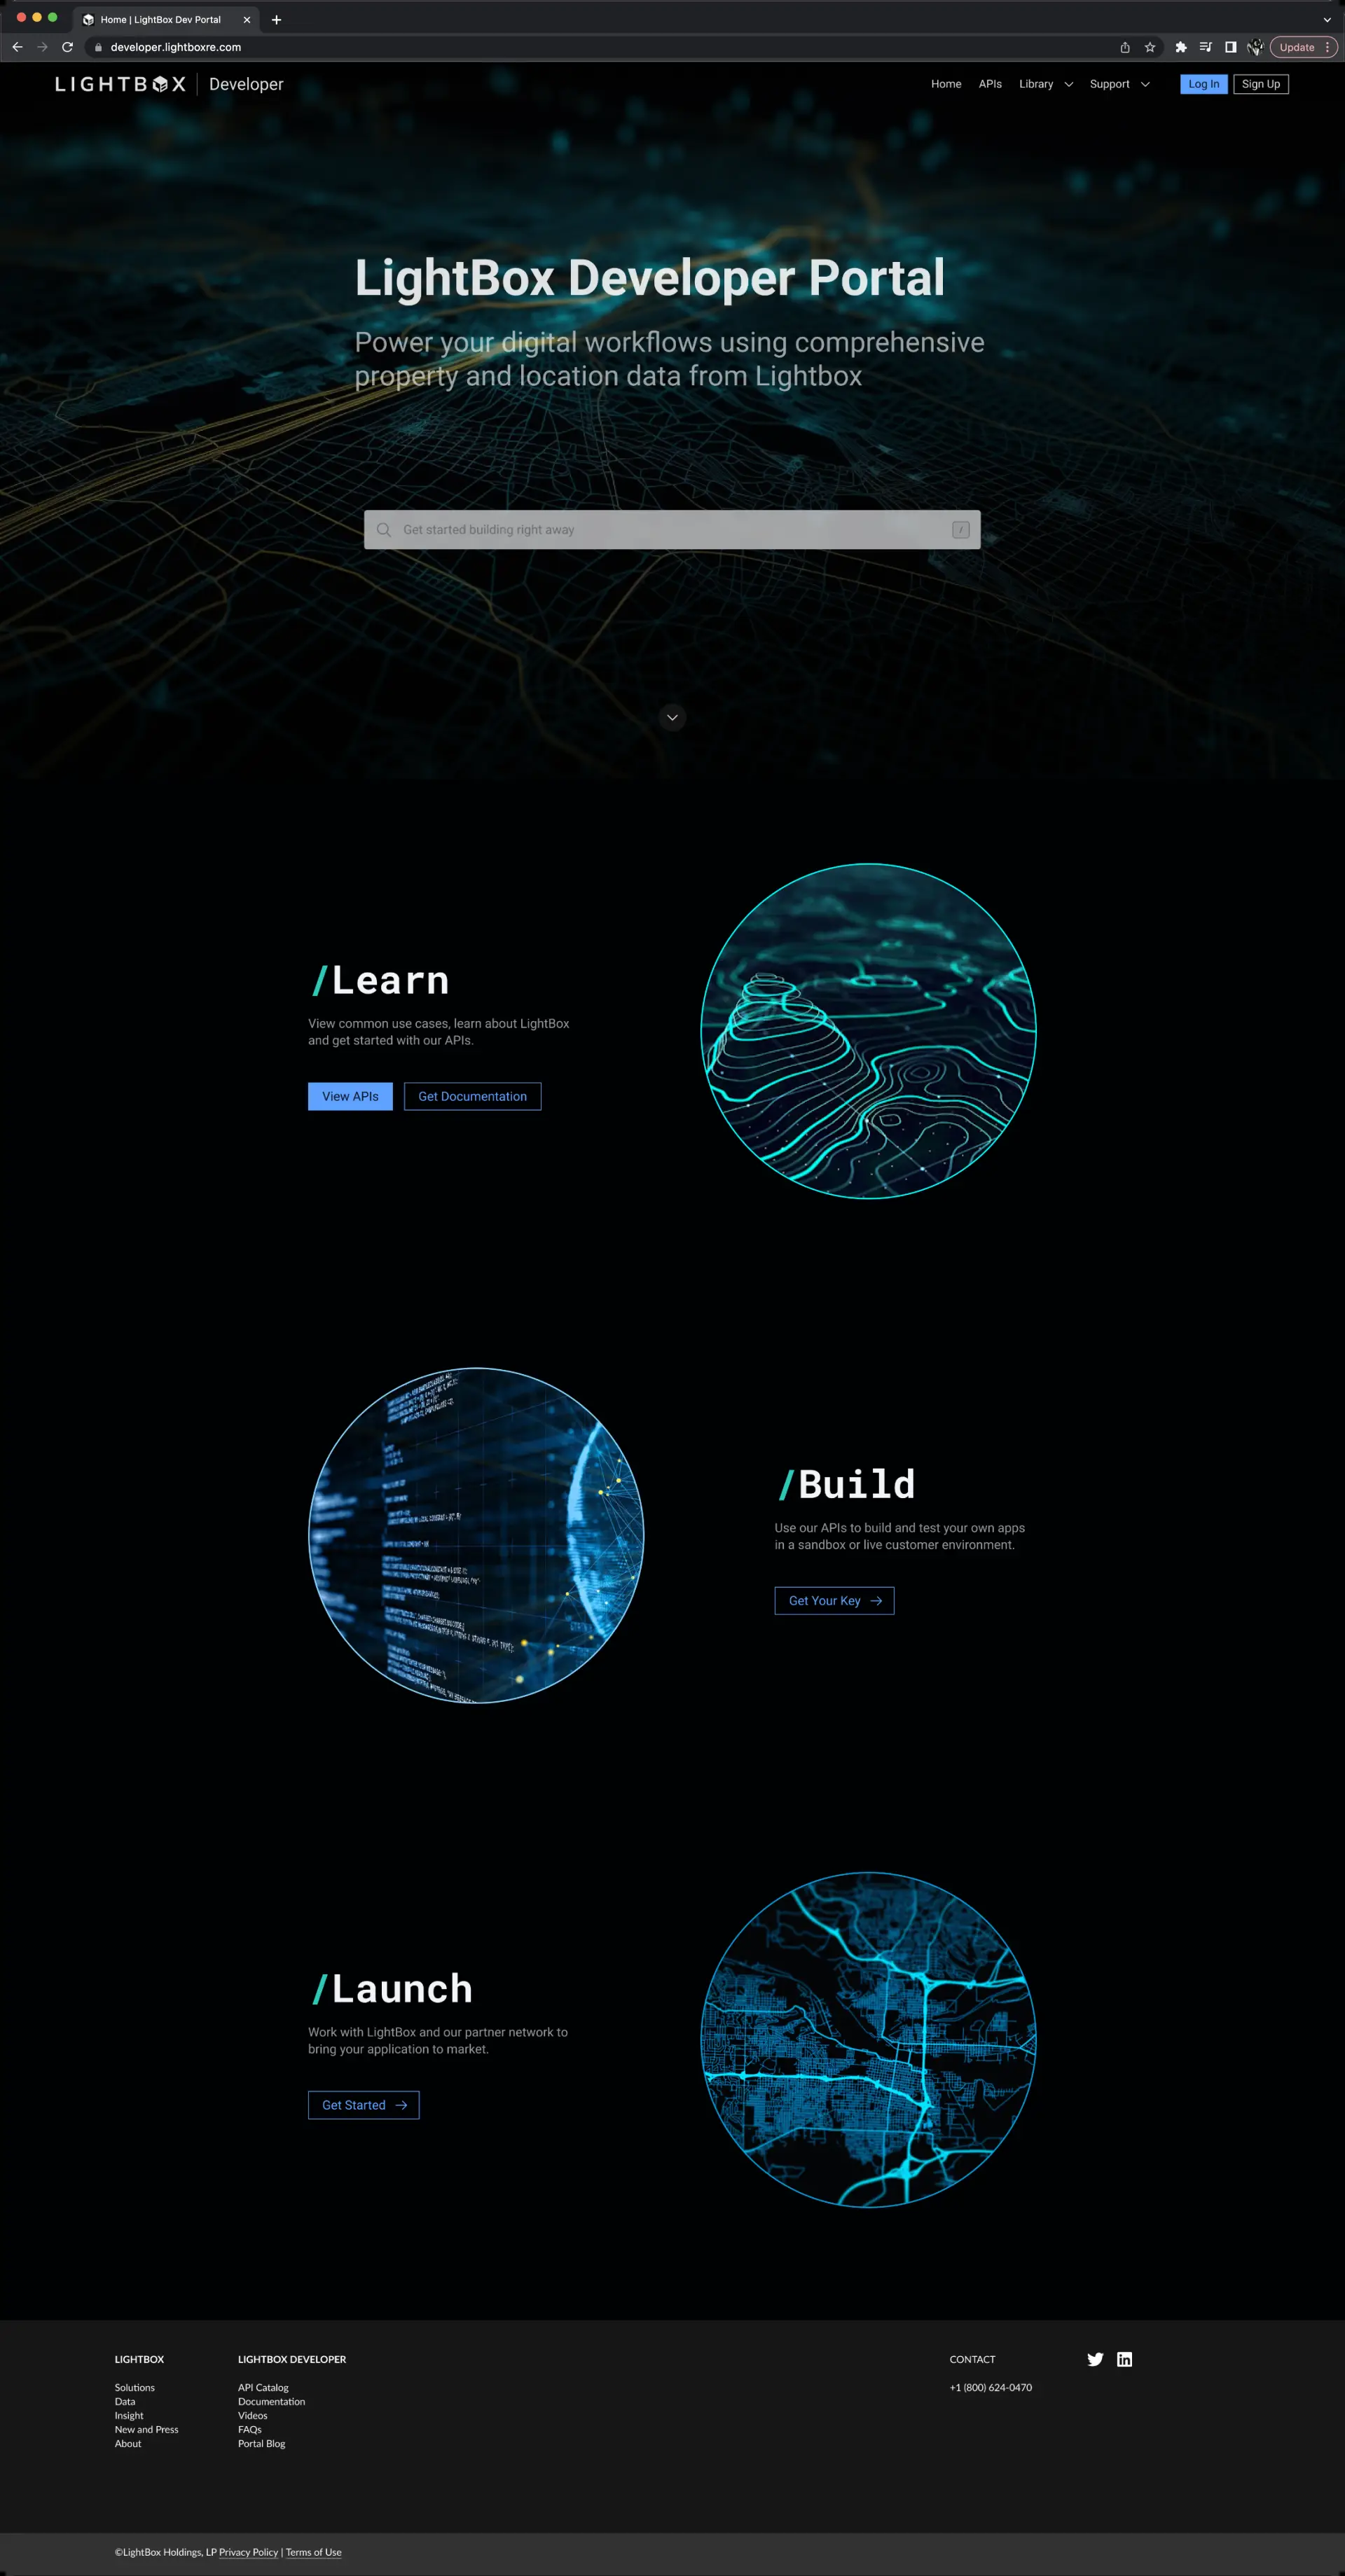 Home | LightBox Dev Portal
developer.lightboxre.com
Update
LIGHTBOX | Developer
Home APIs Library Support Log In Sign Up
LightBox Developer Portal
Power your digital workflows using comprehensive
property and location data from Lightbox
Get started building right away /
/Learn
View common use cases, learn about LightBox
and get started with our APIs.
View APIs Get Documentation
/Build
Use our APIs to build and test your own apps
in a sandbox or live customer environment.
Get Your Key →
/Launch
Work with LightBox and our partner network to
bring your application to market.
Get Started →
LIGHTBOX
Solutions
Data
Insight
New and Press
About
LIGHTBOX DEVELOPER
API Catalog
Documentation
Videos
FAQs
Portal Blog
CONTACT
+1 (800) 624-0470
©LightBox Holdings, LP Privacy Policy | Terms of Use